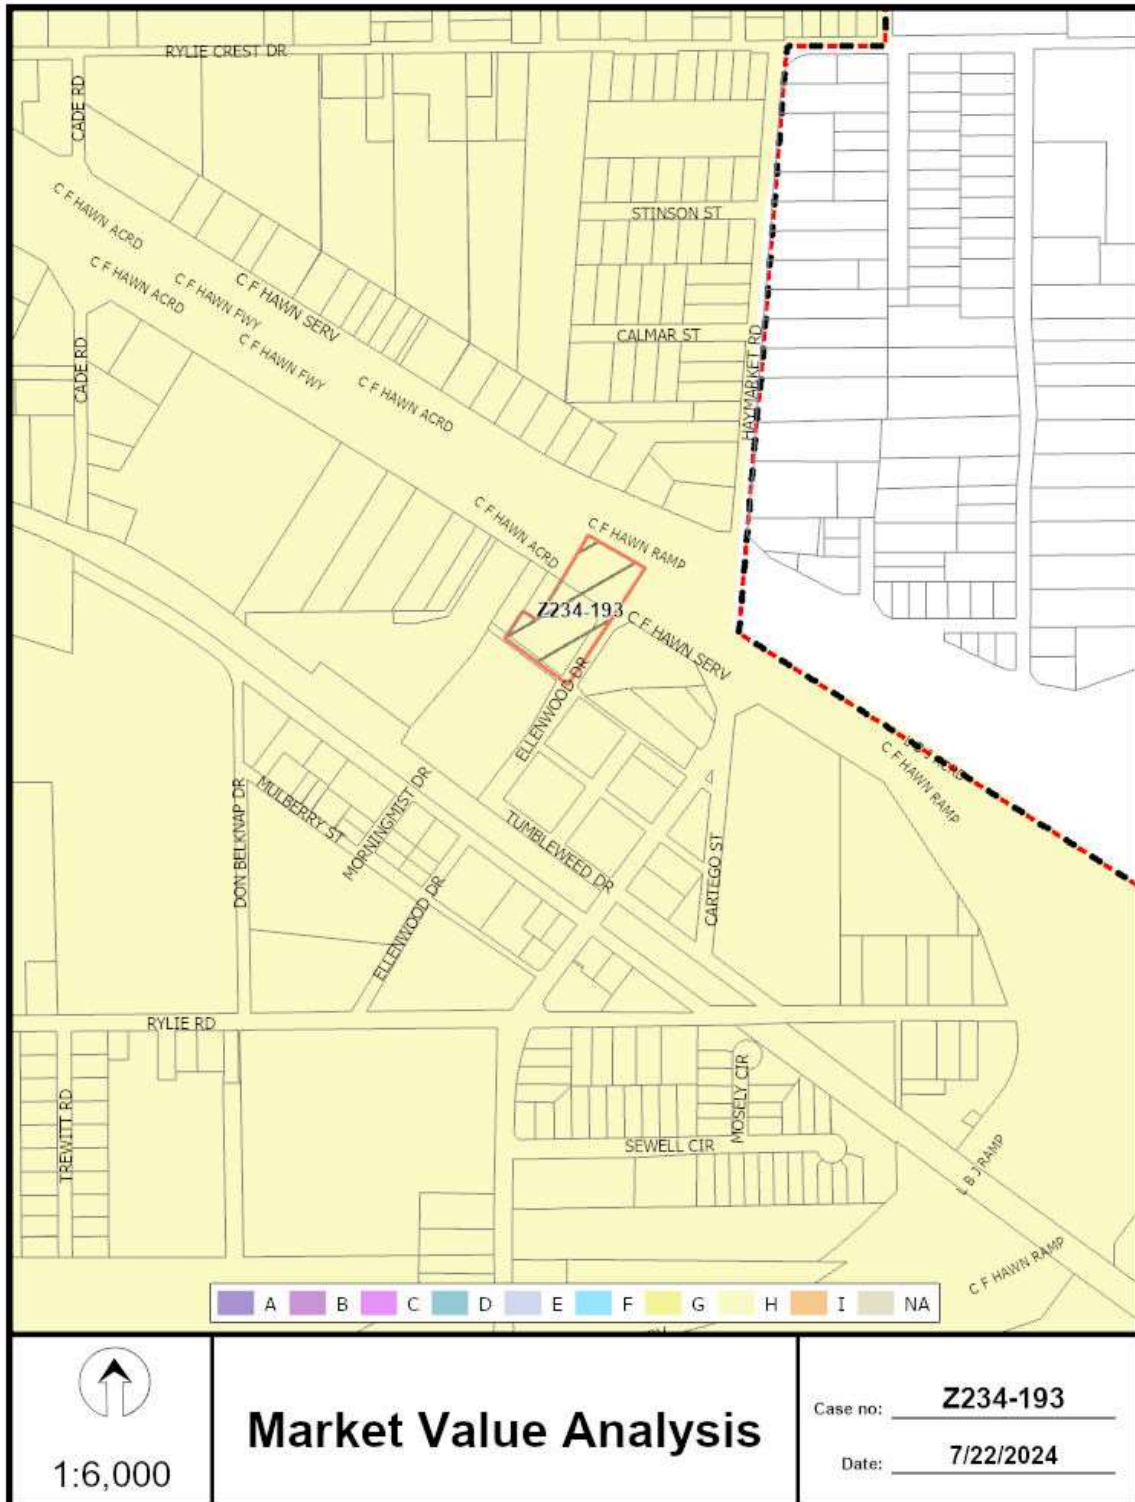 RYLIE CREST DR
CADE RD
C F HAWN ACRD
STINSON ST
C F HAWN ACRD
C F HAWN FWY
C F HAWN SERV
CALMAR ST
HAYMARKET RD
CADE RD
C F HAWN FWY
C F HAWN ACRD
C F HAWN ACRD
C F HAWN RAMP
Z234-193
C F HAWN SERV
ELLENWOOD DR
C F HAWN RAMP
DON BELKNAP DR
MULBERRY ST
MORNINGMIST DR
TUMBLEWEED DR
CARTEGO ST
ELLENWOOD DR
RYLIE RD
TREWITT RD
MOSELY CIR
SEWELL CIR
L B J RAMP
C F HAWN RAMP
A B C D E F G H I NA
1:6,000
Market Value Analysis
Case no: Z234-193
Date: 7/22/2024